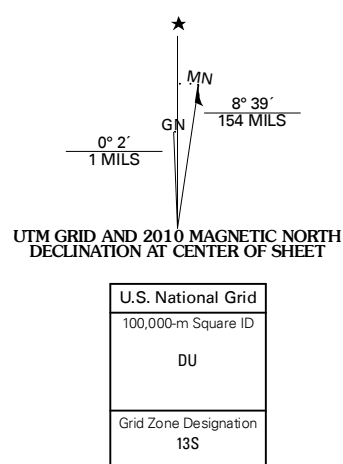 MN
8° 39´
154 MILS
GN
0° 2´
1 MILS
UTM GRID AND 2010 MAGNETIC NORTH
DECLINATION AT CENTER OF SHEET
U.S. National Grid
100,000-m Square ID
DU
Grid Zone Designation
13S